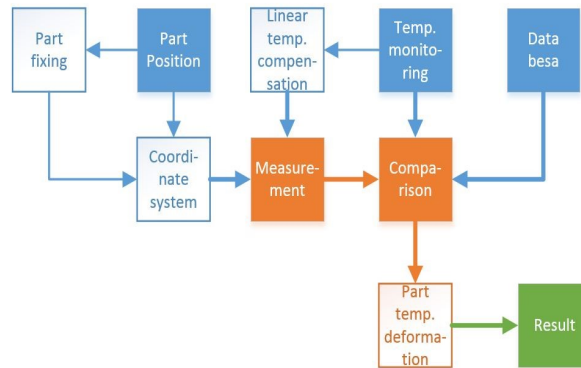 Part
fixing
Part
Position
Linear
temp.
compen-
sation
Temp.
monito-
ring
Data
besa
Coordi-
nate
system
Measure-
ment
Compa-
rison
Part
temp.
deforma-
tion
Result